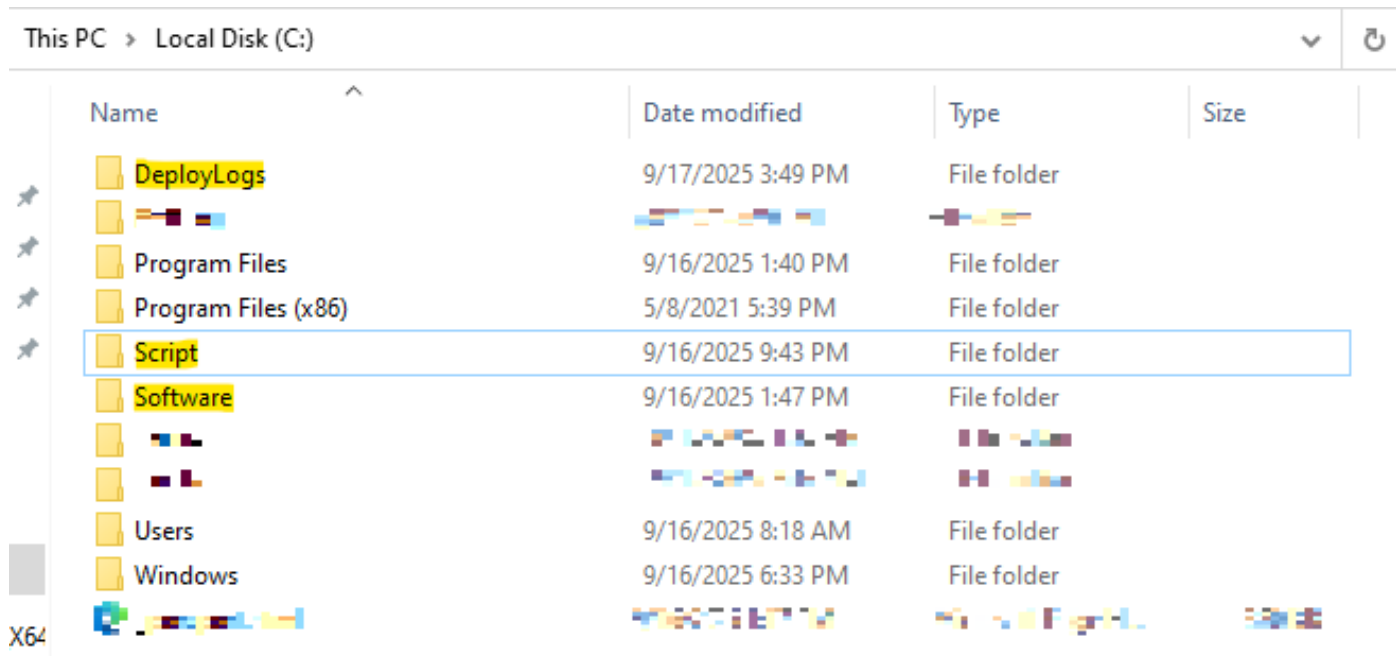 This PC > Local Disk (C:)
Name Date modified Type Size
DeployLogs 9/17/2025 3:49 PM File folder
Program Files 9/16/2025 1:40 PM File folder
Program Files (x86) 5/8/2021 5:39 PM File folder
Script 9/16/2025 9:43 PM File folder
Software 9/16/2025 1:47 PM File folder
Users 9/16/2025 8:18 AM File folder
Windows 9/16/2025 6:33 PM File folder
X64